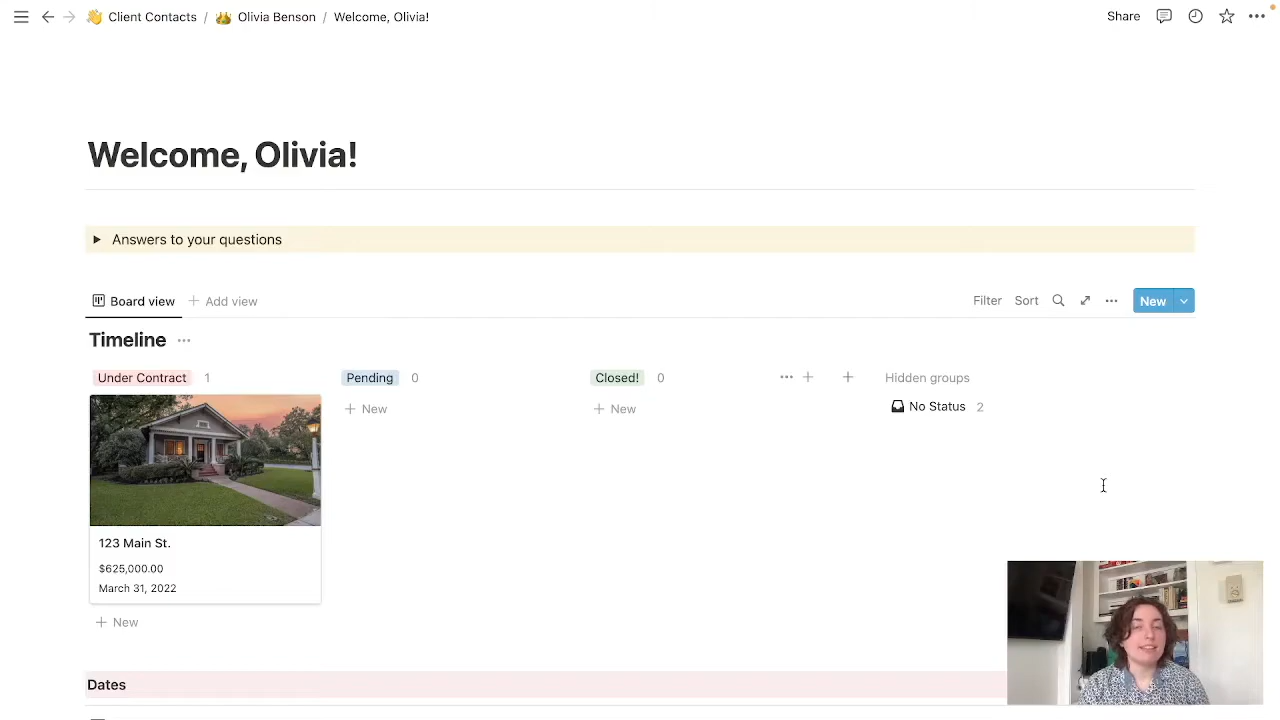 Client Contacts / Olivia Benson / Welcome, Olivia!
Share
Welcome, Olivia!
Answers to your questions
Board view
Add view
Filter
Sort
New
Timeline
Under Contract 1
Pending 0
Closed! 0
Hidden groups
New
New
No Status 2
123 Main St.
$625,000.00
March 31, 2022
New
Dates